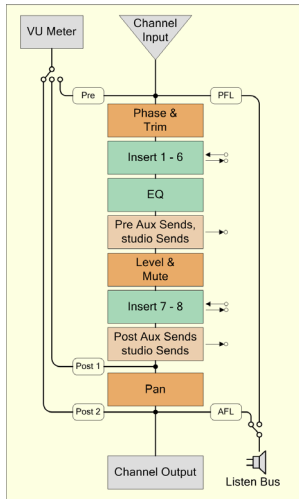 VU Meter
Channel
Input
Pre
PFL
Phase &
Trim
Insert 1 - 6
EQ
Pre Aux Sends,
studio Sends
Level &
Mute
Insert 7 - 8
Post Aux Sends
studio Sends
Post 1
Pan
Post 2
AFL
Channel Output
Listen Bus